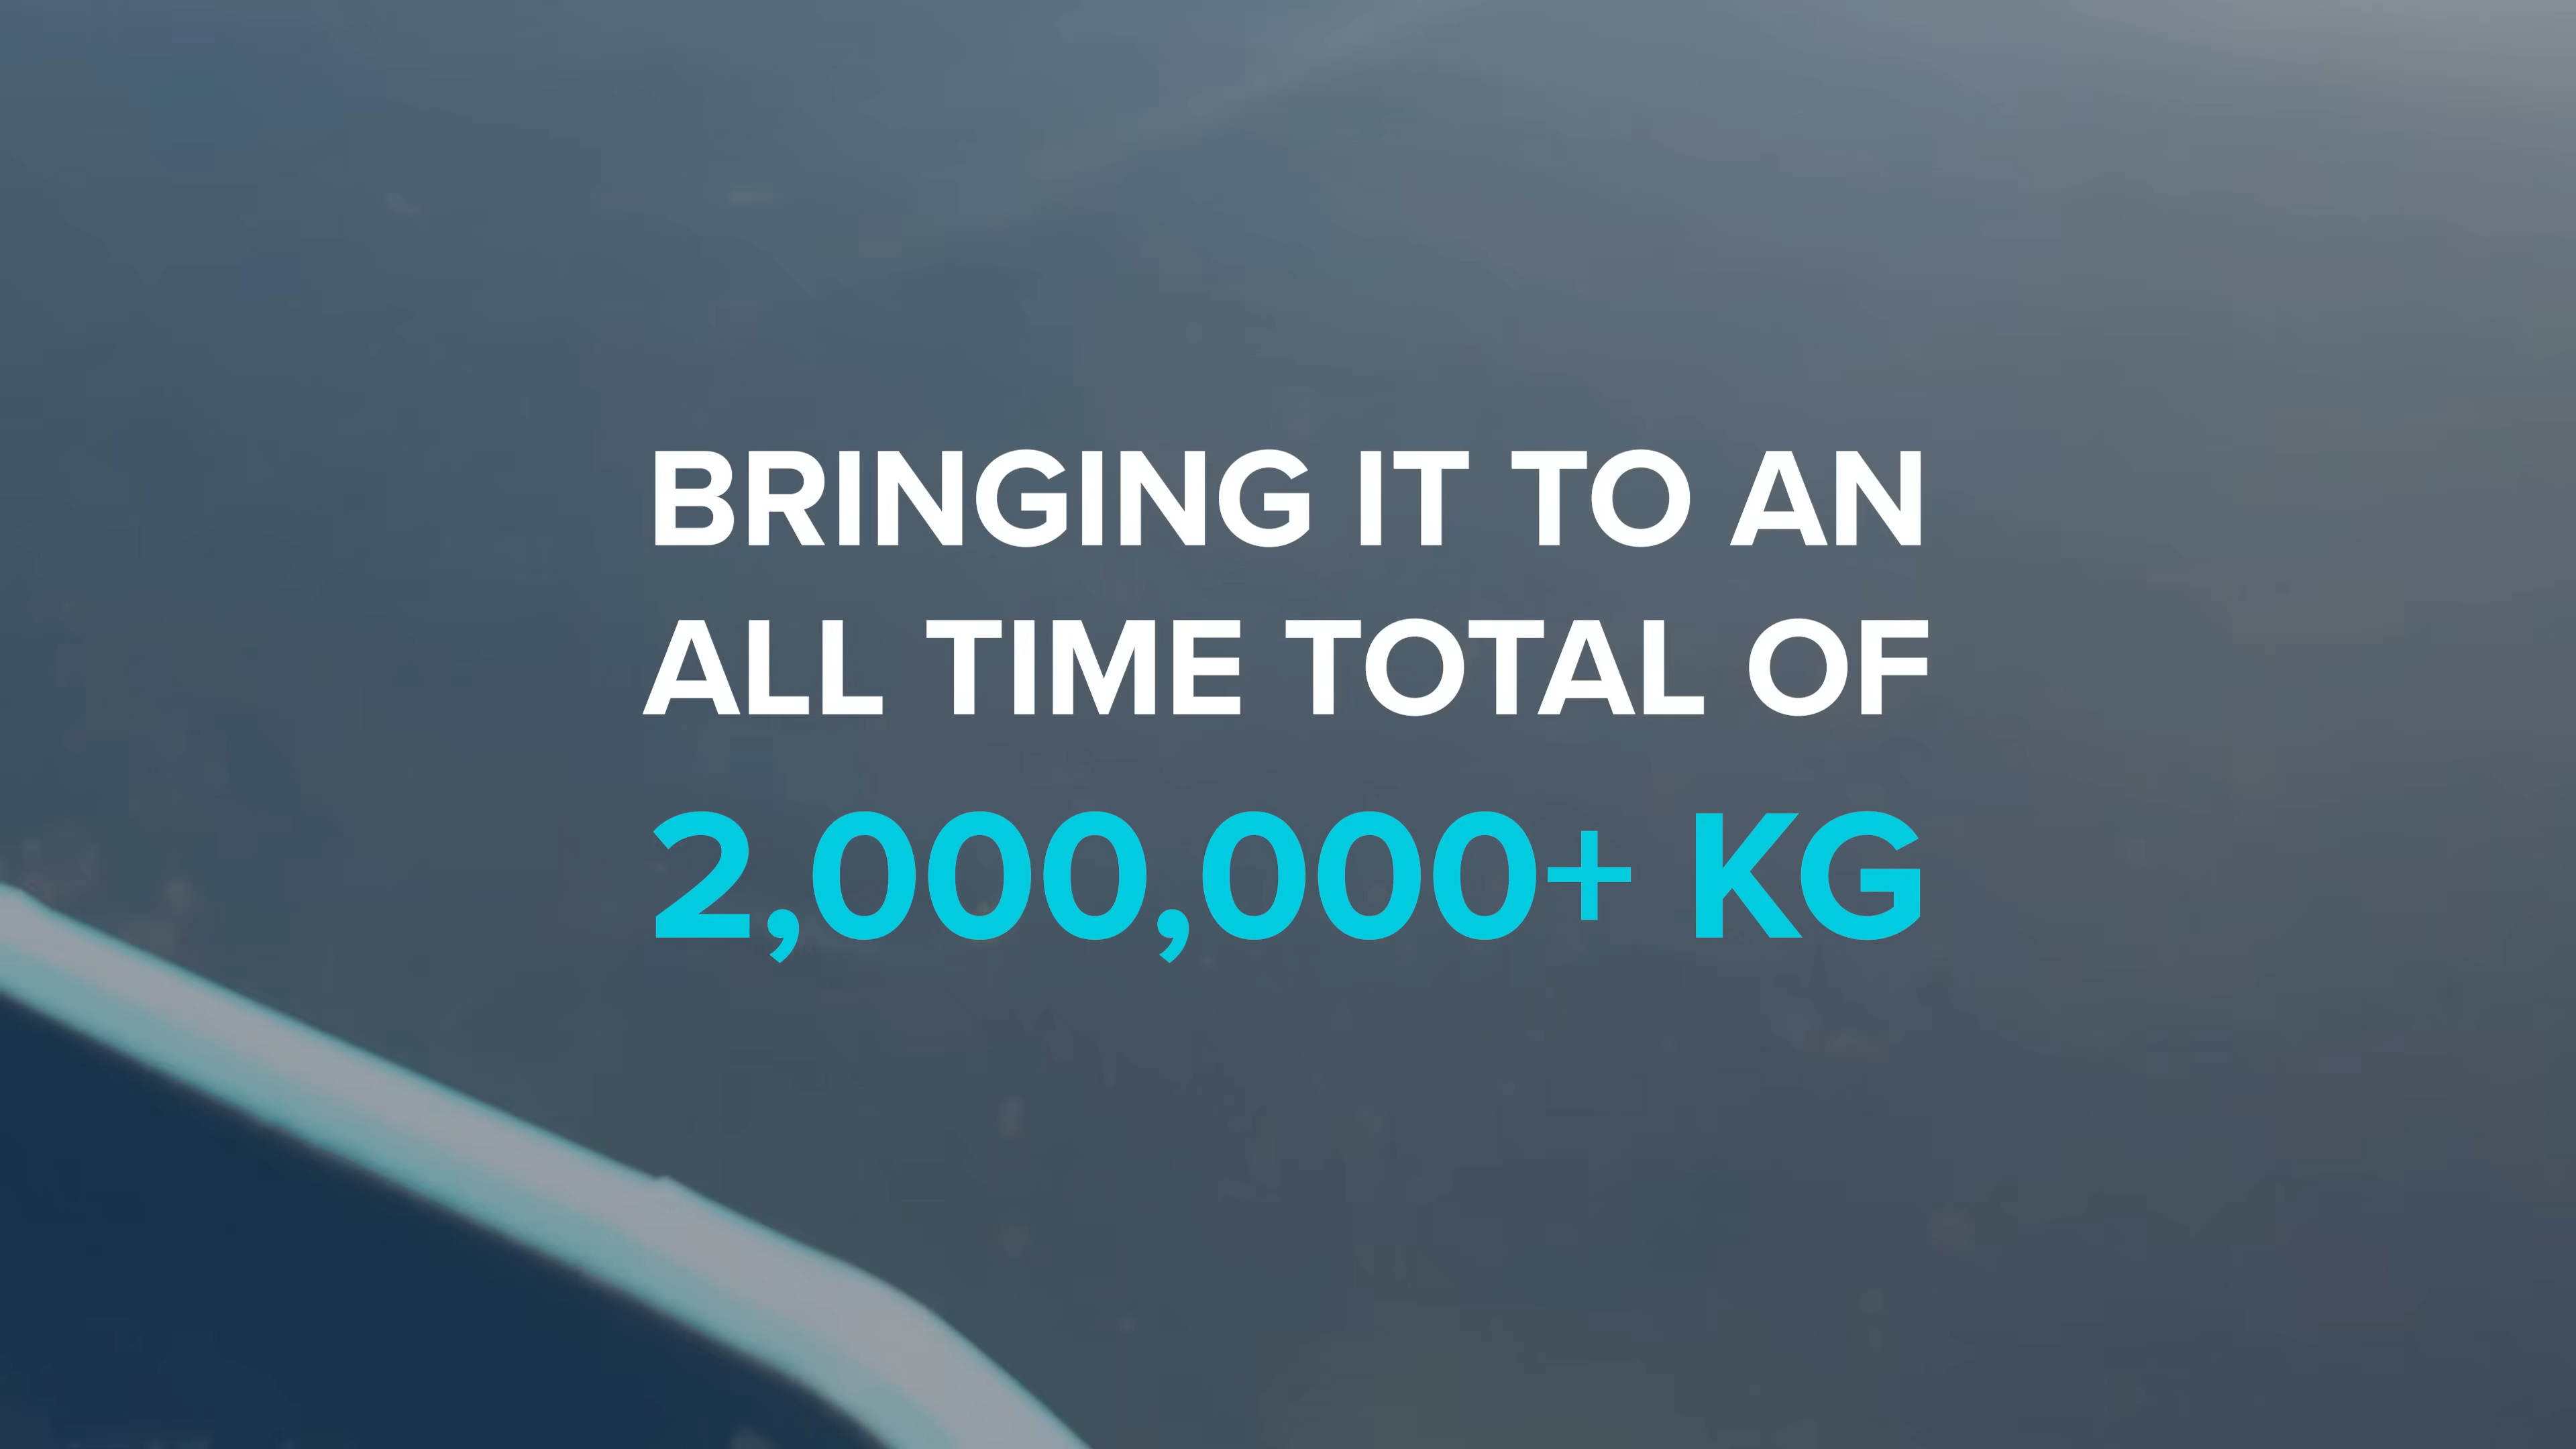 BRINGING IT TO AN
ALL TIME TOTAL OF
2,000,000+ KG